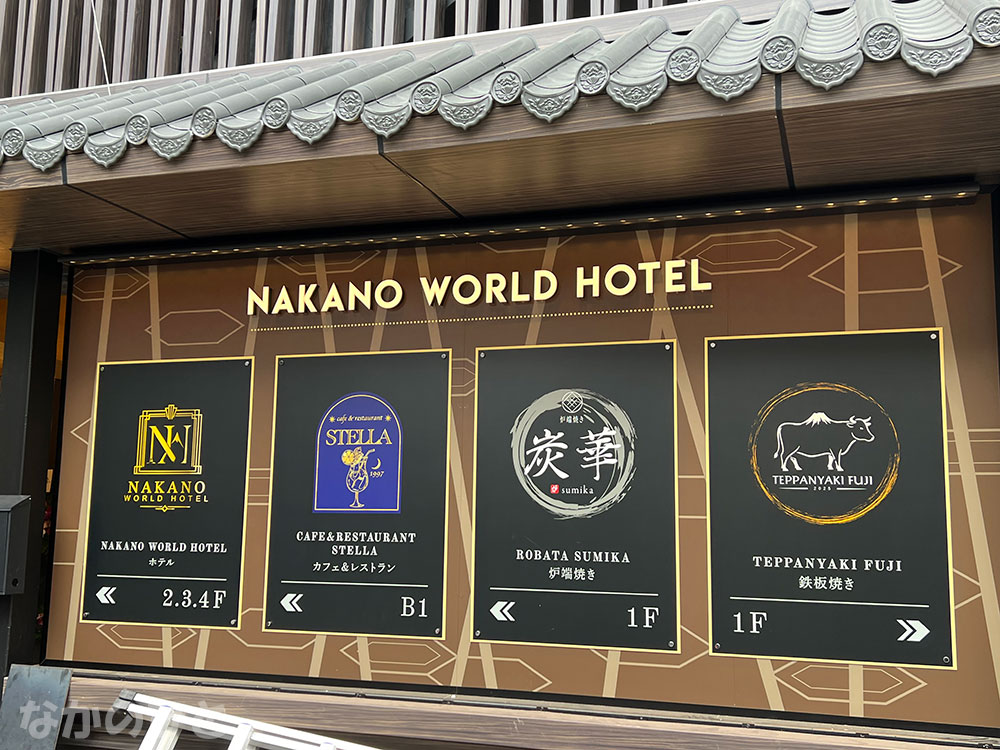 NAKANO WORLD HOTEL
N
NAKANO
WORLD HOTEL
NAKANO WORLD HOTEL
ホテル
2.3.4F
cafe & restaurant
STELLA
1997
CAFE&RESTAURANT
STELLA
カフェ&レストラン
B1
炉端焼き
炭華
sumika
ROBATA SUMIKA
炉端焼き
1F
TEPPANYAKI FUJI
2025
TEPPANYAKI FUJI
鉄板焼き
1F